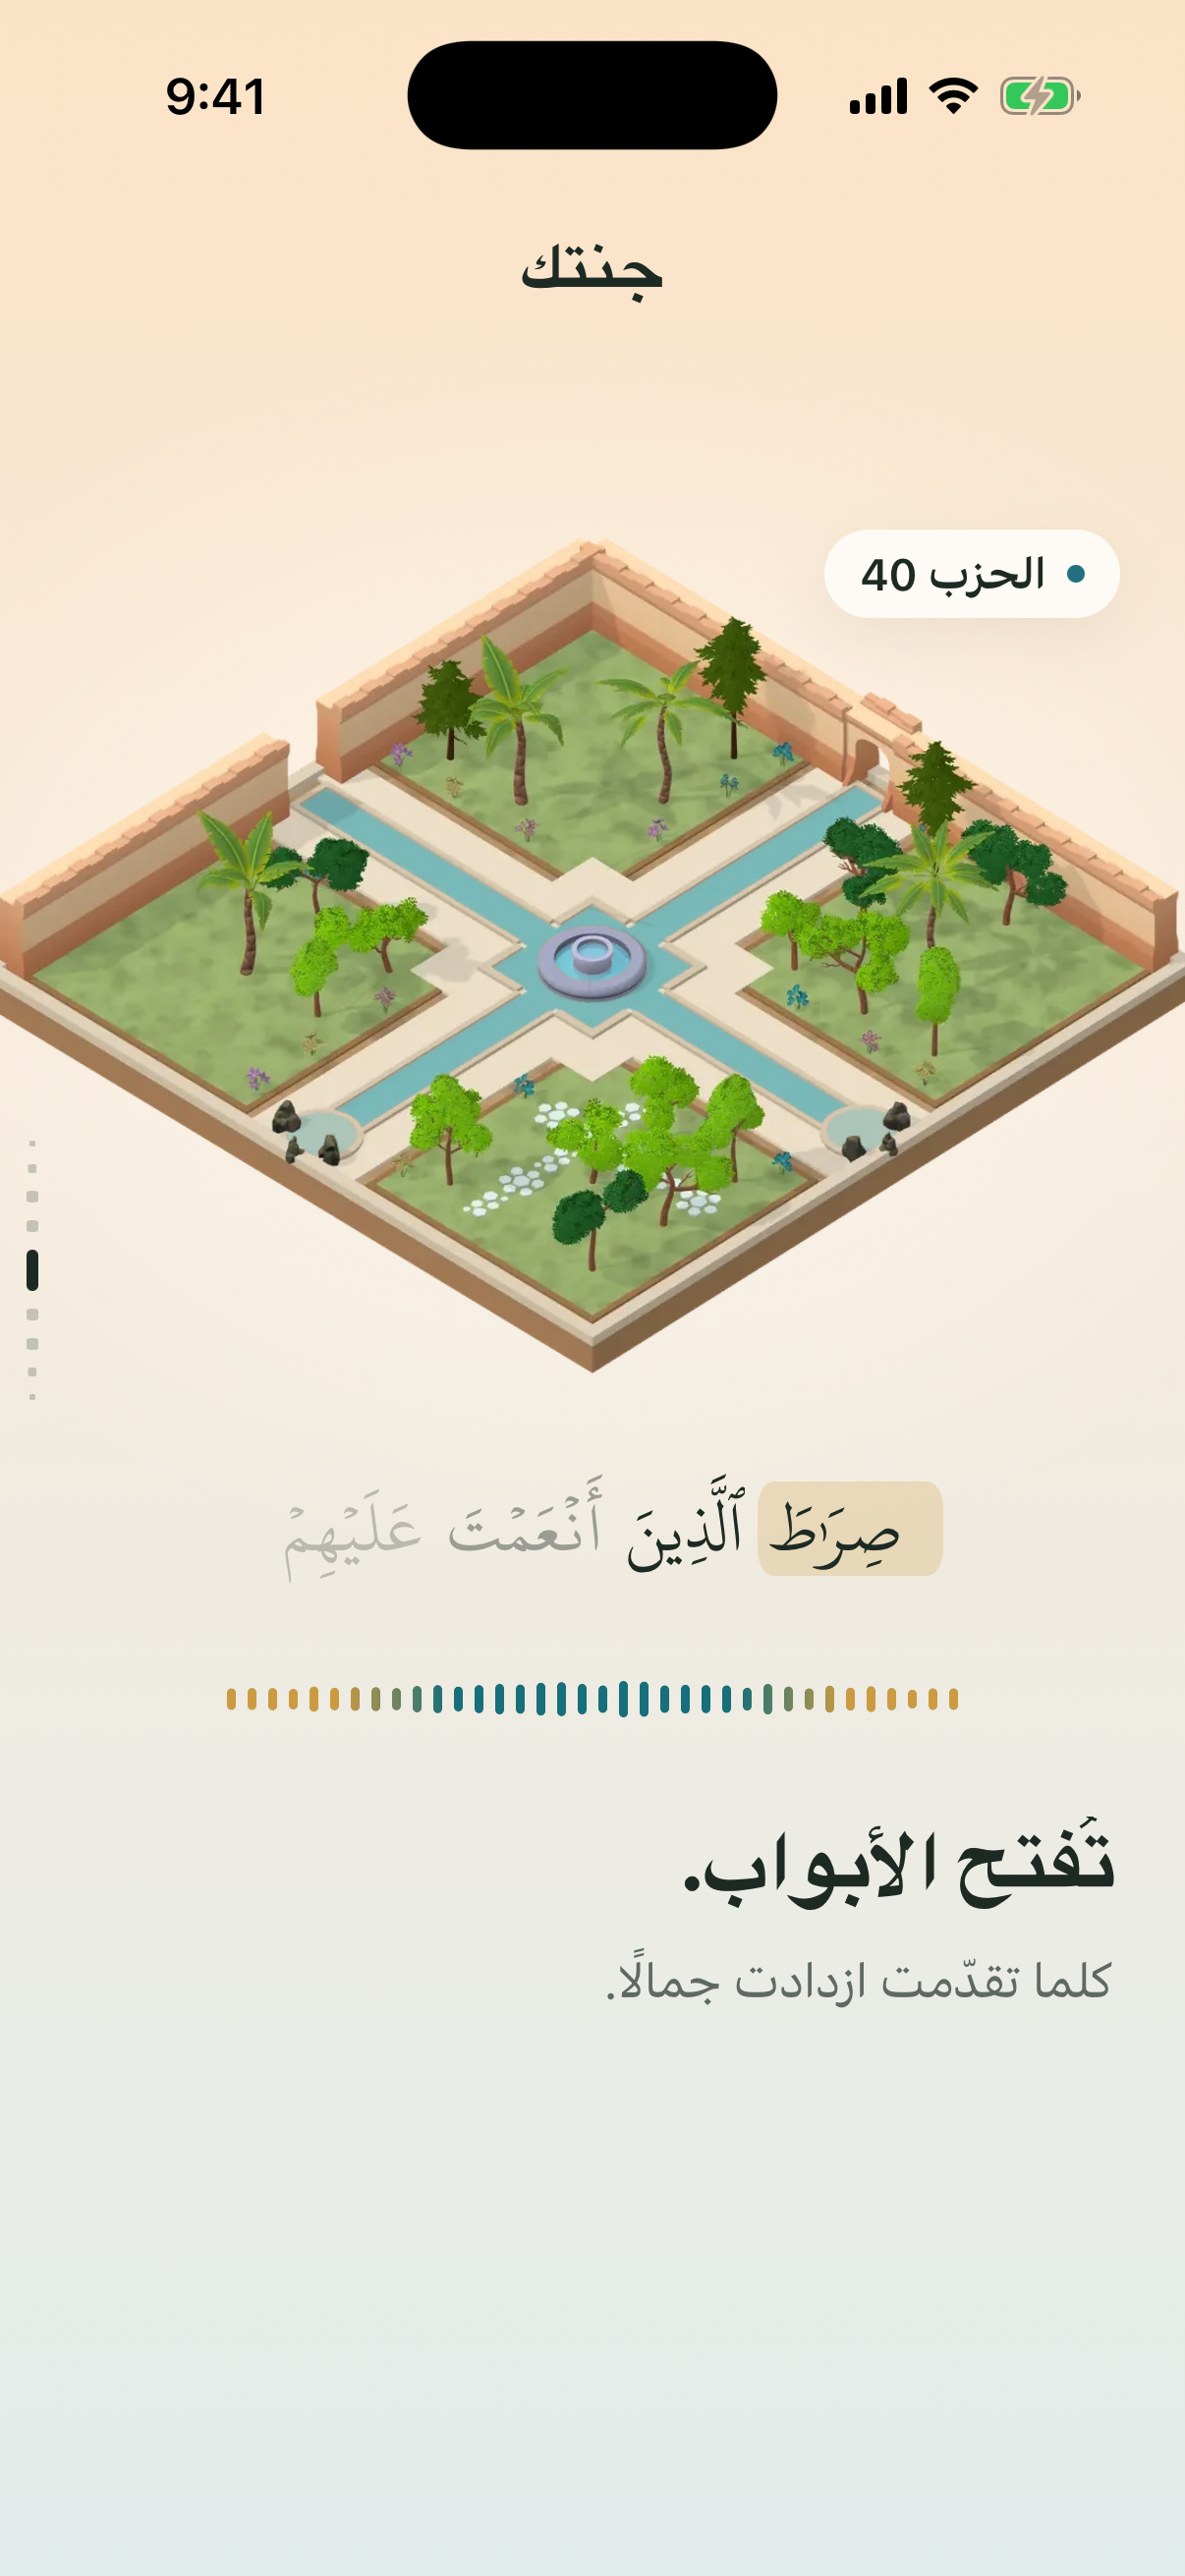 9:41
جنتك
الحزب 40
صِرَٰطَ ٱلَّذِينَ أَنۡعَمۡتَ عَلَيۡهِمۡ
تُفتح الأبواب.
كلما تقدّمت ازدادت جمالًا.